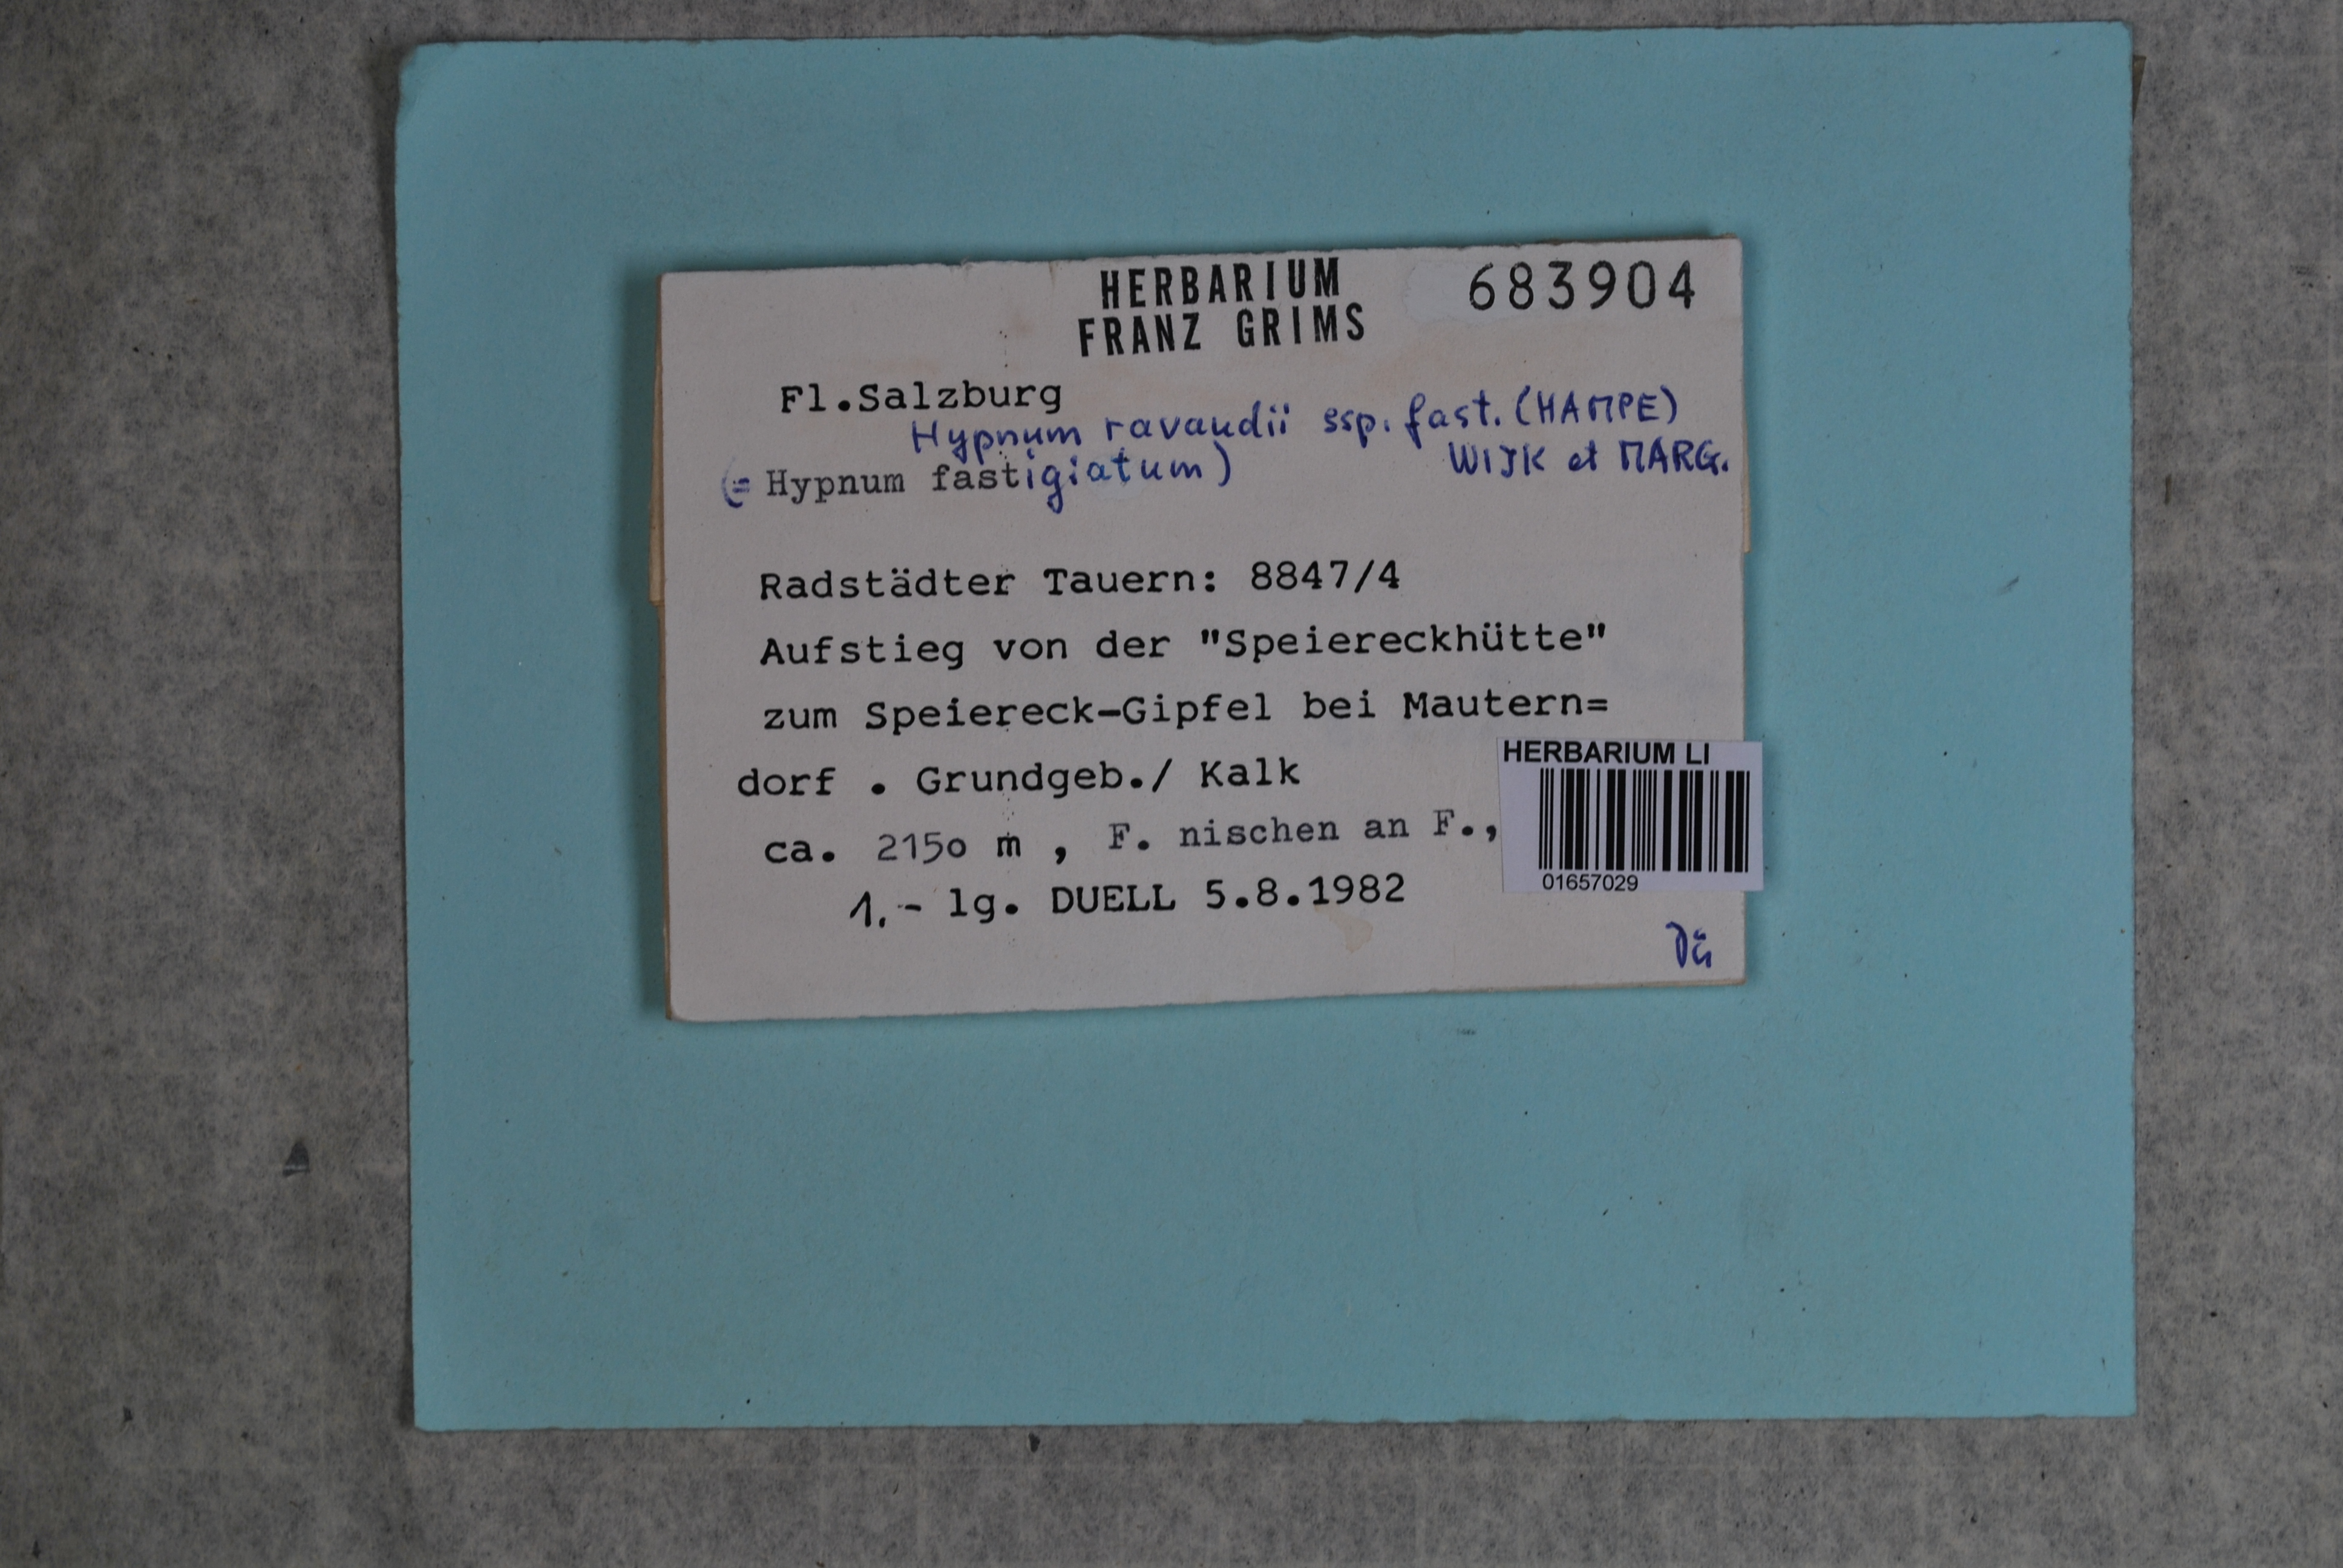 HERBARIUM
FRANZ GRIMS
683904
Fl.Salzburg
Hypnum ravaudii ssp. fast. (HAMPE)
WIJK et MARG.
(= Hypnum fastigiatum)
Radstädter Tauern: 8847/4
Aufstieg von der "Speiereckhütte"
zum Speiereck-Gipfel bei Mautern=
dorf . Grundgeb./ Kalk
ca. 2150 m , F. nischen an F.,
1.- lg. DUELL 5.8.1982
HERBARIUM LI
01657029
Dü